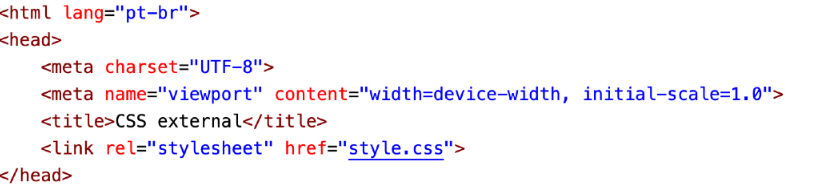 <html lang="pt-br">
<head>
    <meta charset="UTF-8">
    <meta name="viewport" content="width=device-width, initial-scale=1.0">
    <title>CSS external</title>
    <link rel="stylesheet" href="style.css">
</head>